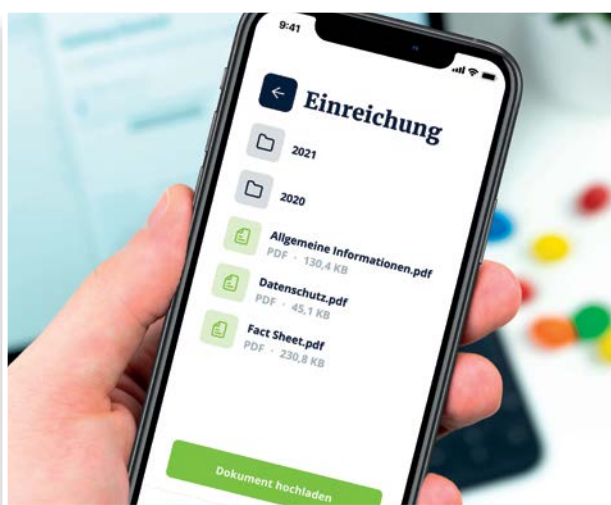 9:41
Einreichung
2021
2020
Allgemeine Informationen.pdf
PDF · 130,4 KB
Datenschutz.pdf
PDF · 45,1 KB
Fact Sheet.pdf
PDF · 230,8 KB
Dokument hochladen